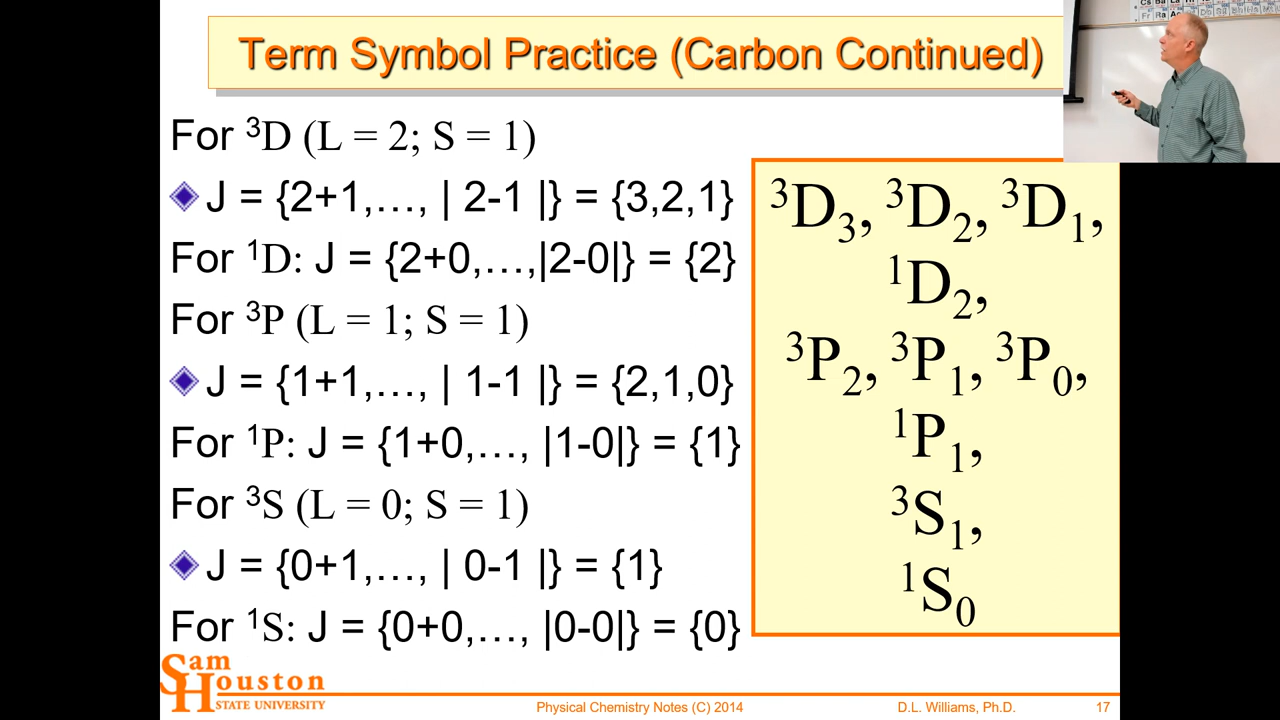 Term Symbol Practice (Carbon Continued)
For ³D (L = 2; S = 1)
J = {2+1,…, | 2-1 |} = {3,2,1}
For ¹D: J = {2+0,…,|2-0|} = {2}
For ³P (L = 1; S = 1)
J = {1+1,…, | 1-1 |} = {2,1,0}
For ¹P: J = {1+0,…, |1-0|} = {1}
For ³S (L = 0; S = 1)
J = {0+1,…, | 0-1 |} = {1}
For ¹S: J = {0+0,…, |0-0|} = {0}
³D₃, ³D₂, ³D₁,
¹D₂,
³P₂, ³P₁, ³P₀,
¹P₁,
³S₁,
¹S₀
Sam
Houston
STATE UNIVERSITY
Physical Chemistry Notes (C) 2014
D.L. Williams, Ph.D.
17
Cs Ba
Fr Ra